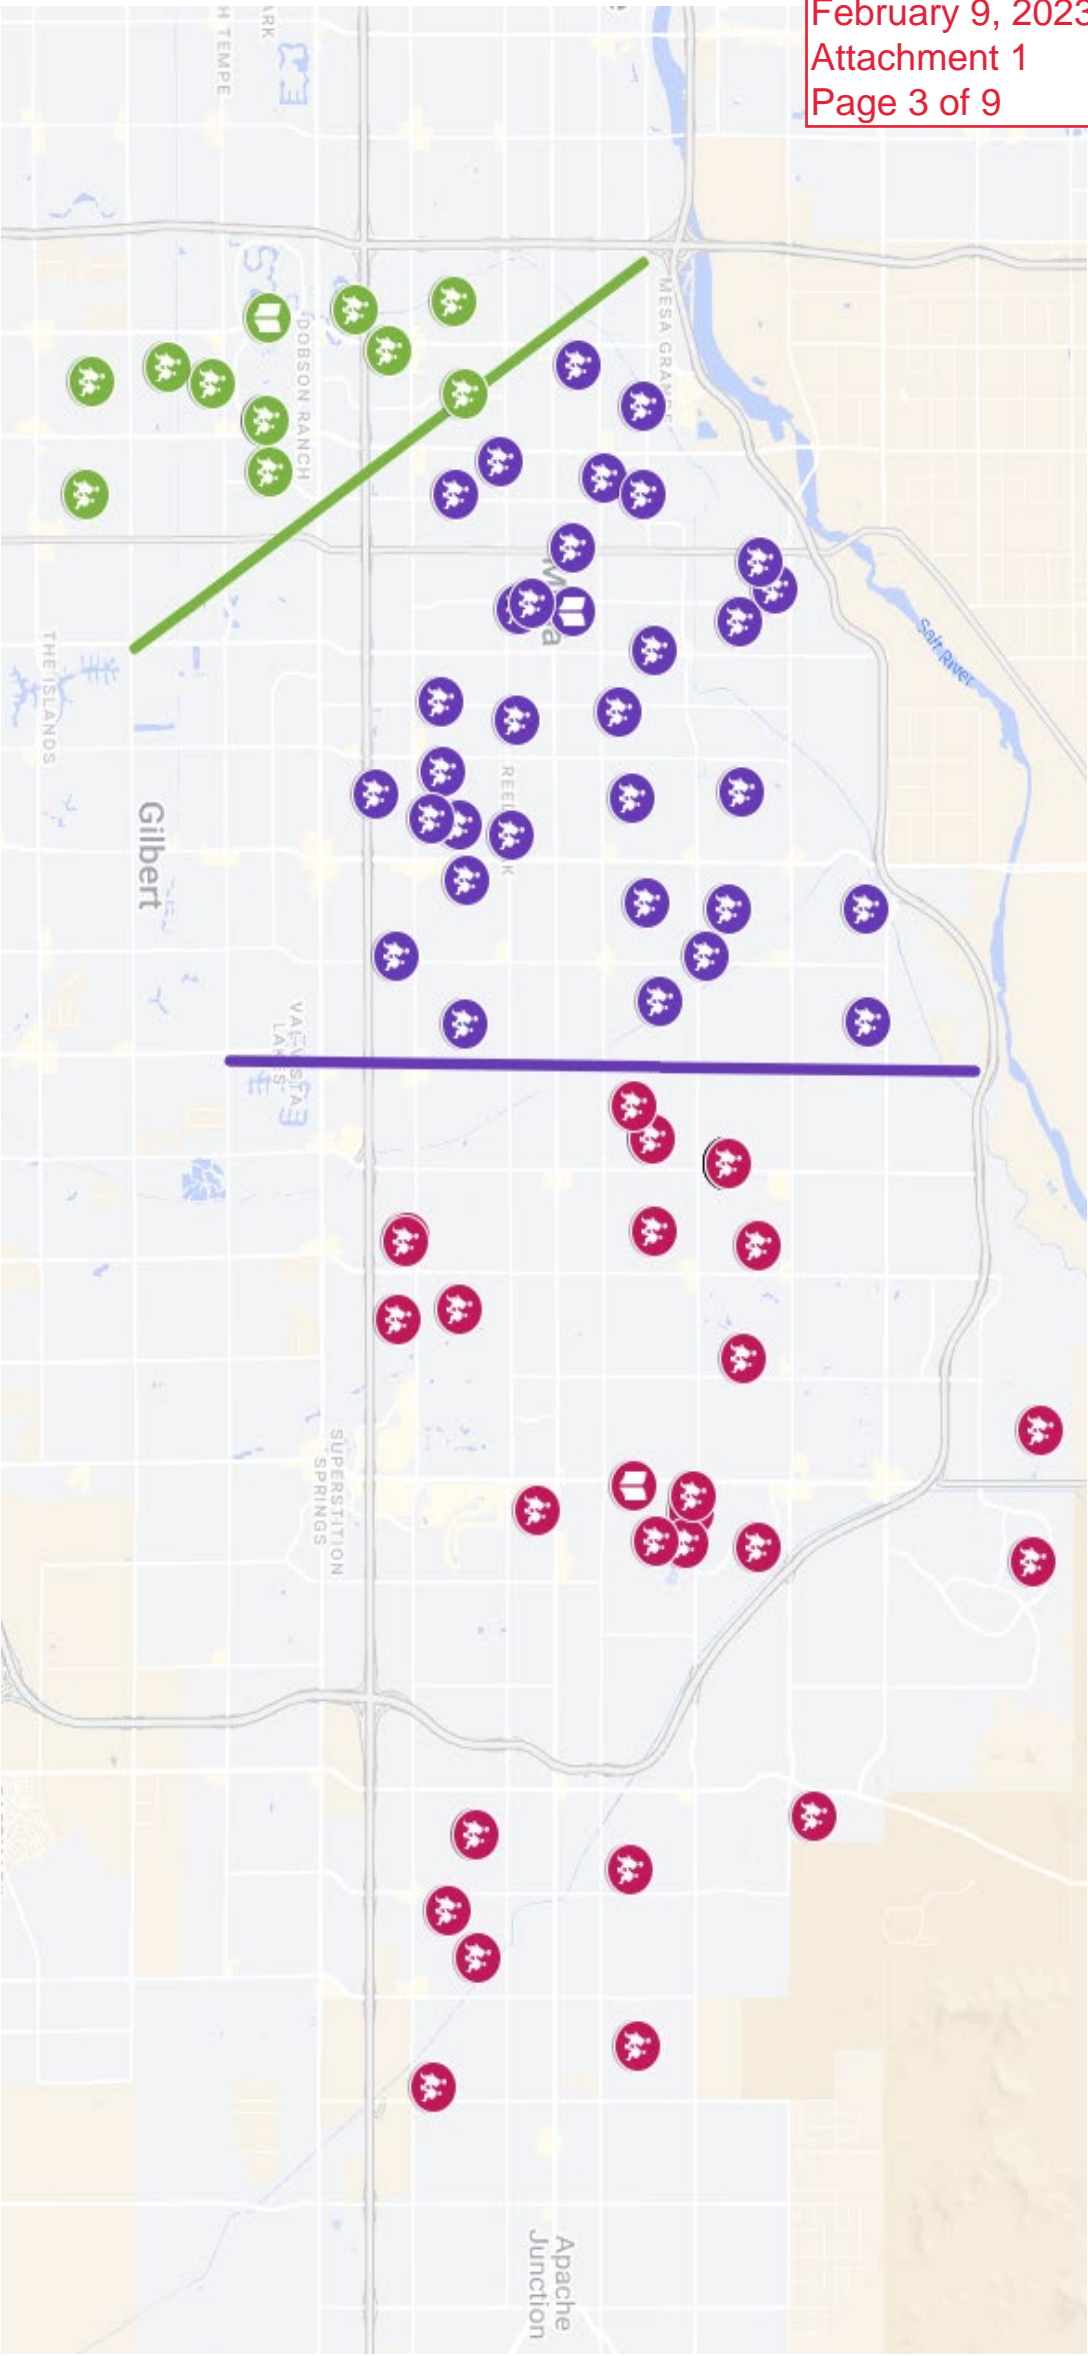 February 9, 2023
Attachment 1
Page 3 of 9
ARK
H TEMPE
MESA GRANDE
DOBSON RANCH
Salt River
THE ISLANDS
Gilbert
VAL VISTA
LAKES
SUPERSTITION
SPRINGS
Apache
Junction